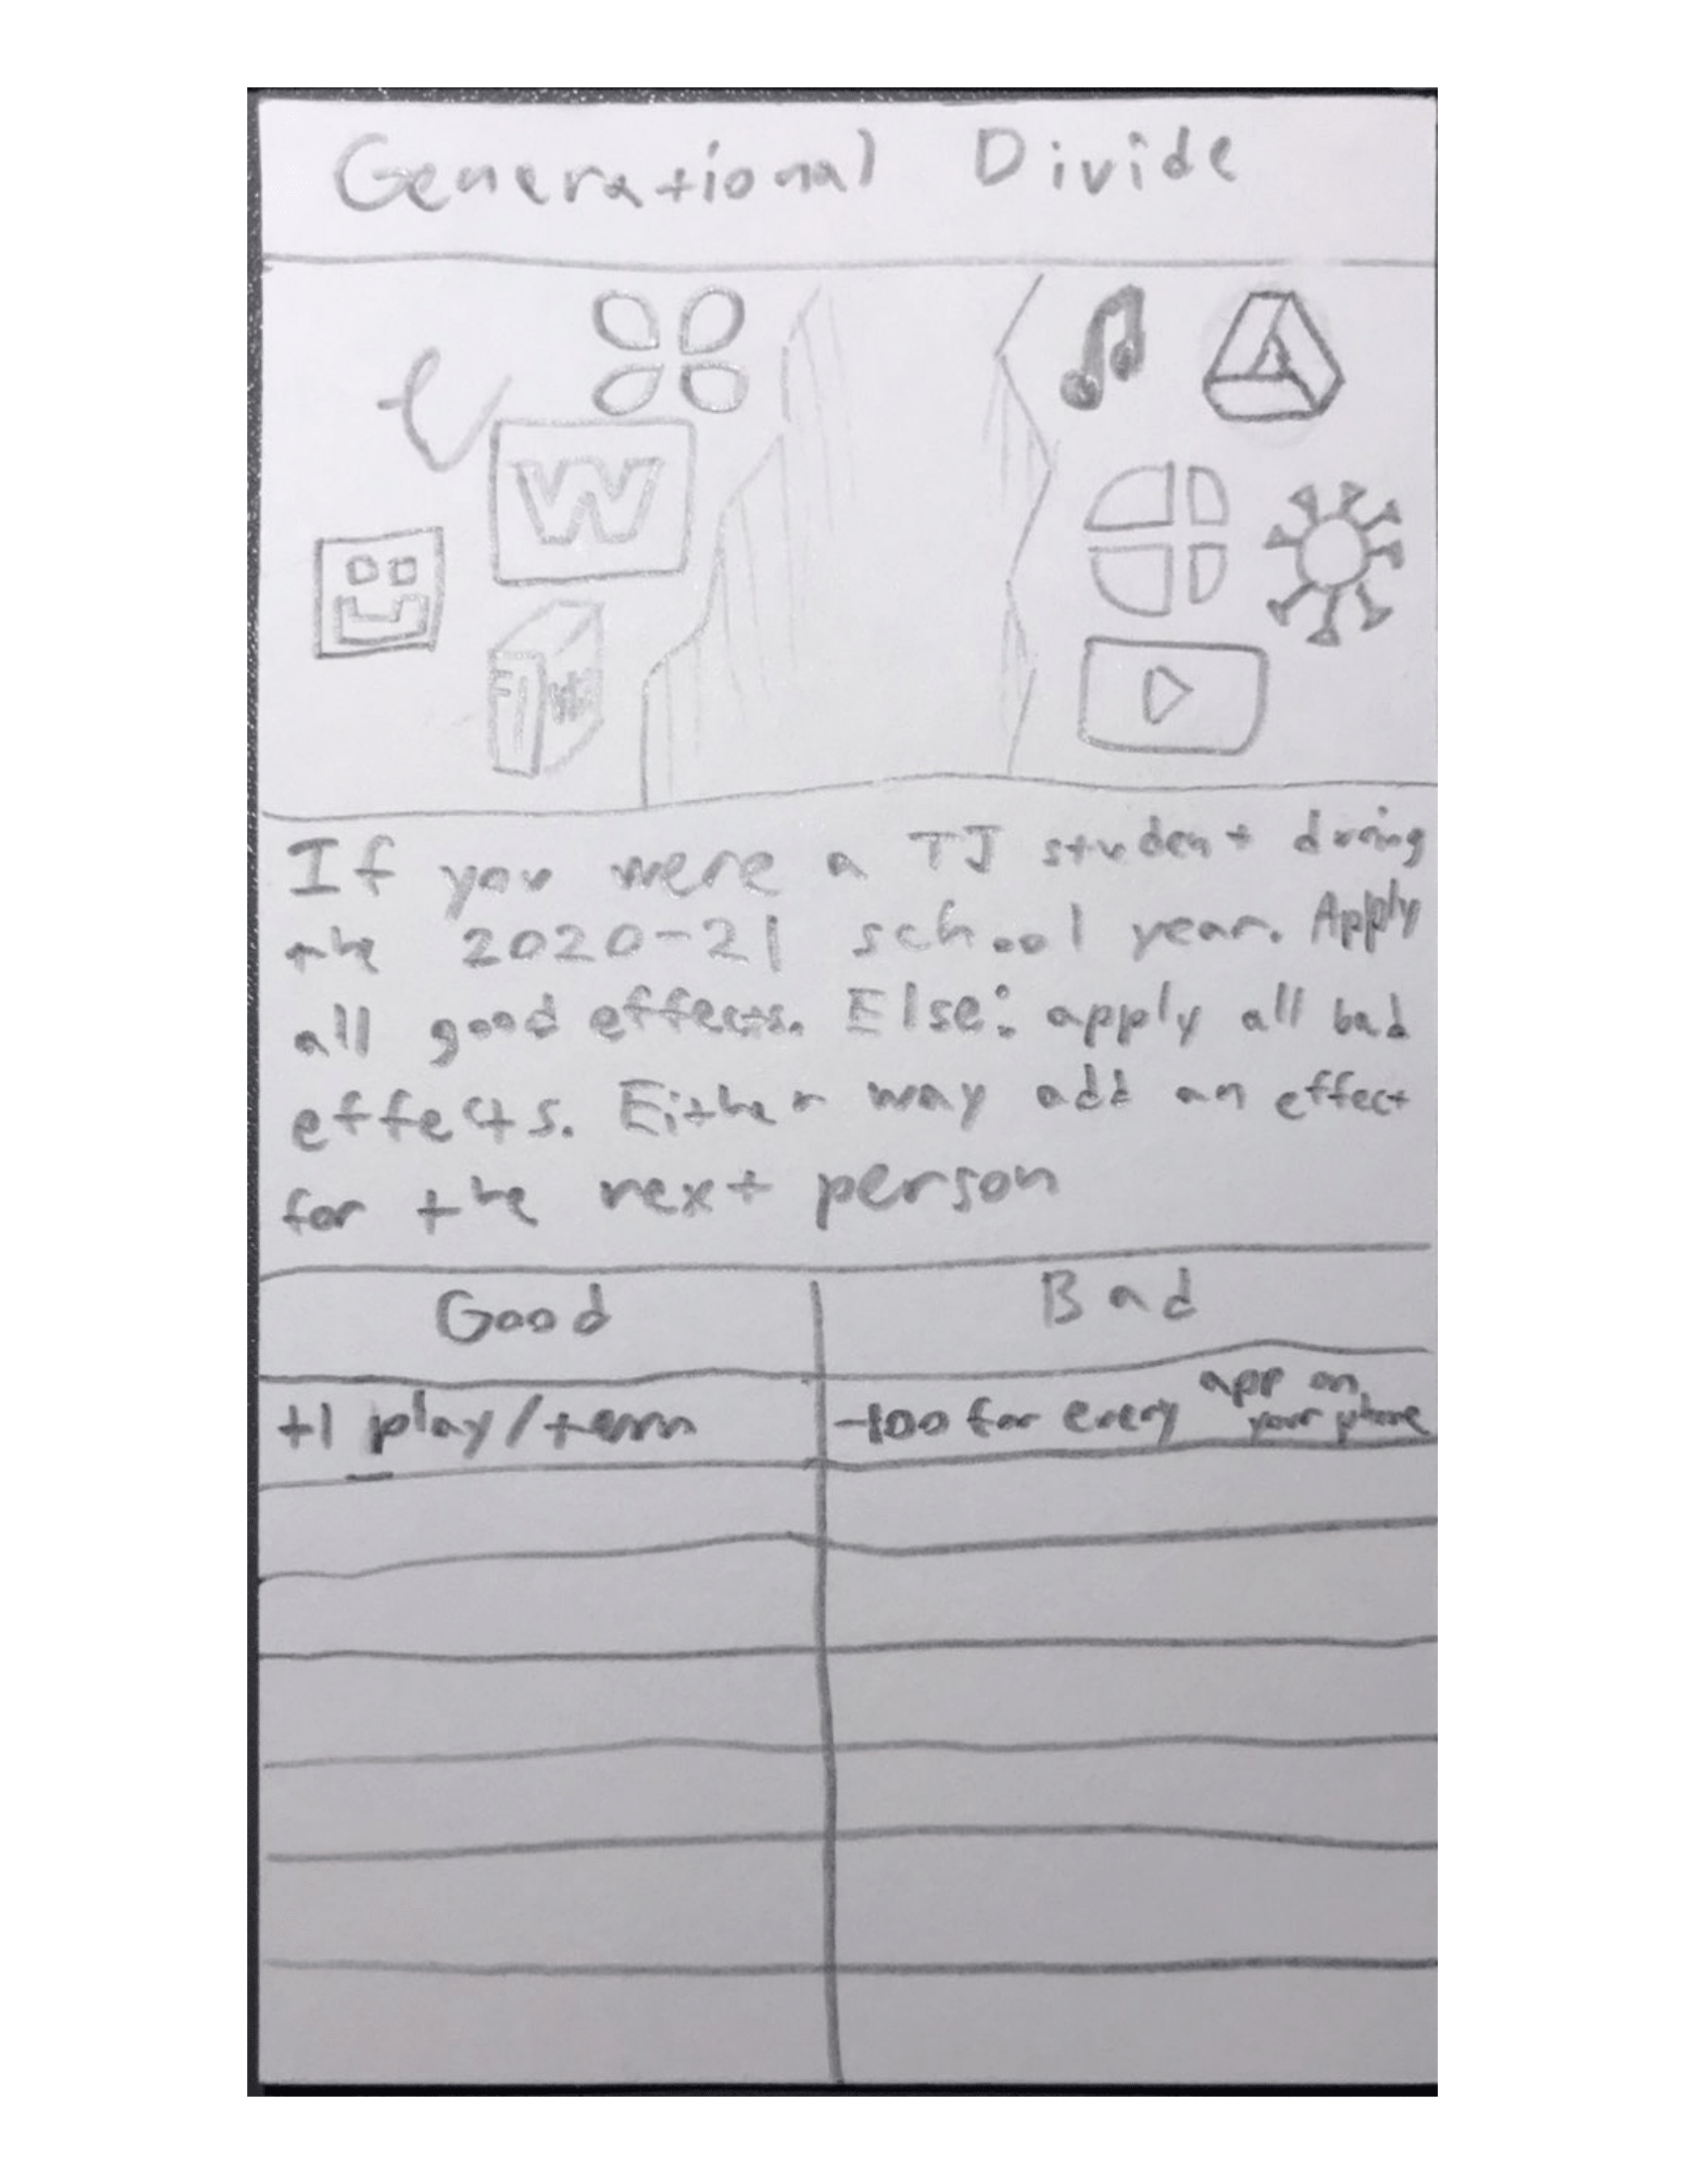 Generational Divide
W
If you were a TJ student during
the 2020-21 school year. Apply
all good effects. Else: apply all bad
effects. Either way add an effect
for the next person
Good Bad
+1 play/term -100 for every app on your phone